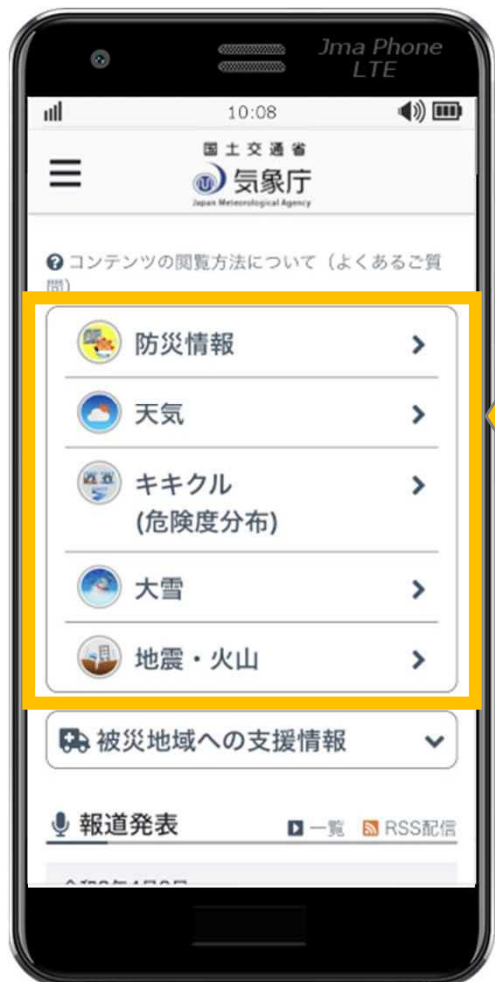 Jma Phone
LTE
10:08
国土交通省
気象庁
Japan Meteorological Agency
コンテンツの閲覧方法について（よくあるご質
問）
防災情報
天気
キキクル
(危険度分布)
大雪
地震・火山
被災地域への支援情報
報道発表
一覧
RSS配信